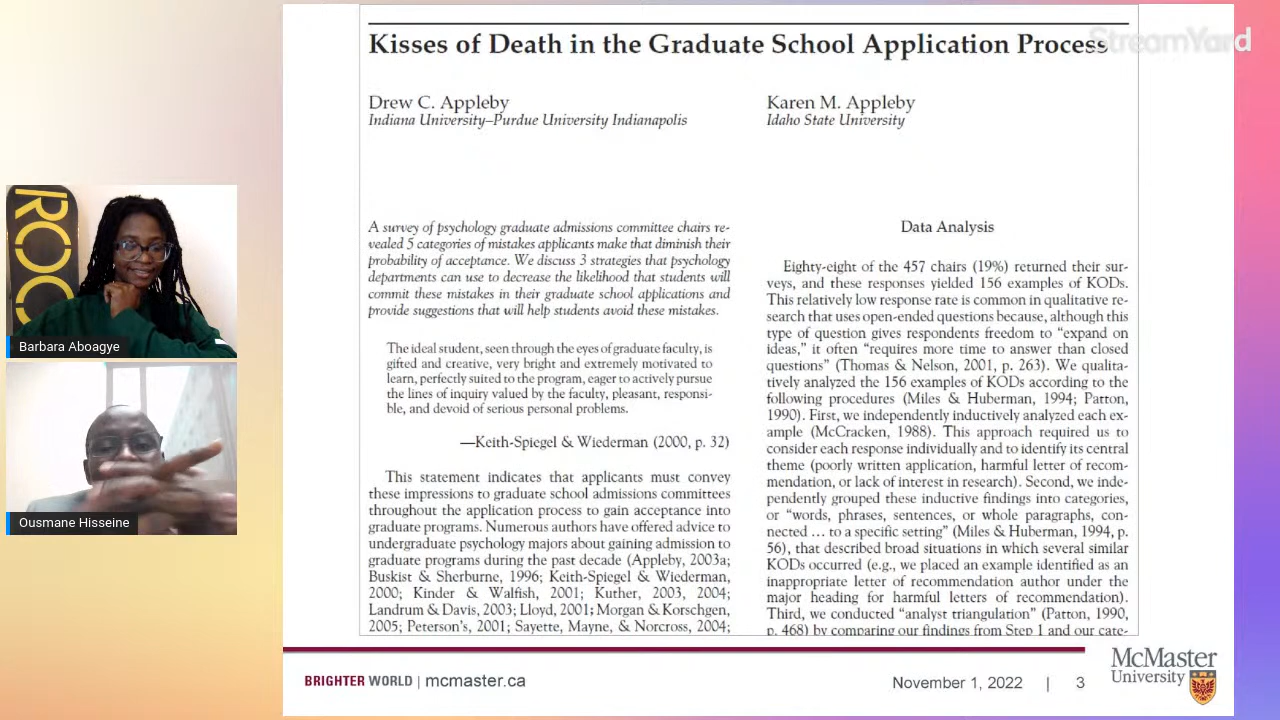 StreamYard
Kisses of Death in the Graduate School Application Process
Drew C. Appleby
Indiana University–Purdue University Indianapolis
Karen M. Appleby
Idaho State University
A survey of psychology graduate admissions committee chairs re-
vealed 5 categories of mistakes applicants make that diminish their
probability of acceptance. We discuss 3 strategies that psychology
departments can use to decrease the likelihood that students will
commit these mistakes in their graduate school applications and
provide suggestions that will help students avoid these mistakes.
The ideal student, seen through the eyes of graduate faculty, is
gifted and creative, very bright and extremely motivated to
learn, perfectly suited to the program, eager to actively pursue
the lines of inquiry valued by the faculty, pleasant, responsi-
ble, and devoid of serious personal problems.
—Keith-Spiegel & Wiederman (2000, p. 32)
This statement indicates that applicants must convey
these impressions to graduate school admissions committees
throughout the application process to gain acceptance into
graduate programs. Numerous authors have offered advice to
undergraduate psychology majors about gaining admission to
graduate programs during the past decade (Appleby, 2003a;
Buskist & Sherburne, 1996; Keith-Spiegel & Wiederman,
2000; Kinder & Walfish, 2001; Kuther, 2003, 2004;
Landrum & Davis, 2003; Lloyd, 2001; Morgan & Korschgen,
2005; Peterson's, 2001; Sayette, Mayne, & Norcross, 2004;
Data Analysis
Eighty-eight of the 457 chairs (19%) returned their sur-
veys, and these responses yielded 156 examples of KODs.
This relatively low response rate is common in qualitative re-
search that uses open-ended questions because, although this
type of question gives respondents freedom to "expand on
ideas," it often "requires more time to answer than closed
questions" (Thomas & Nelson, 2001, p. 263). We qualita-
tively analyzed the 156 examples of KODs according to the
following procedures (Miles & Huberman, 1994; Patton,
1990). First, we independently inductively analyzed each ex-
ample (McCracken, 1988). This approach required us to
consider each response individually and to identify its central
theme (poorly written application, harmful letter of recom-
mendation, or lack of interest in research). Second, we inde-
pendently grouped these inductive findings into categories,
or "words, phrases, sentences, or whole paragraphs, con-
nected … to a specific setting" (Miles & Huberman, 1994, p.
56), that described broad situations in which several similar
KODs occurred (e.g., we placed an example identified as an
inappropriate letter of recommendation author under the
major heading for harmful letters of recommendation).
Third, we conducted "analyst triangulation" (Patton, 1990,
p. 468) by comparing our findings from Step 1 and our cate-
ROC
Barbara Aboagye
Ousmane Hisseine
BRIGHTER WORLD | mcmaster.ca
November 1, 2022 | 3
McMaster
University